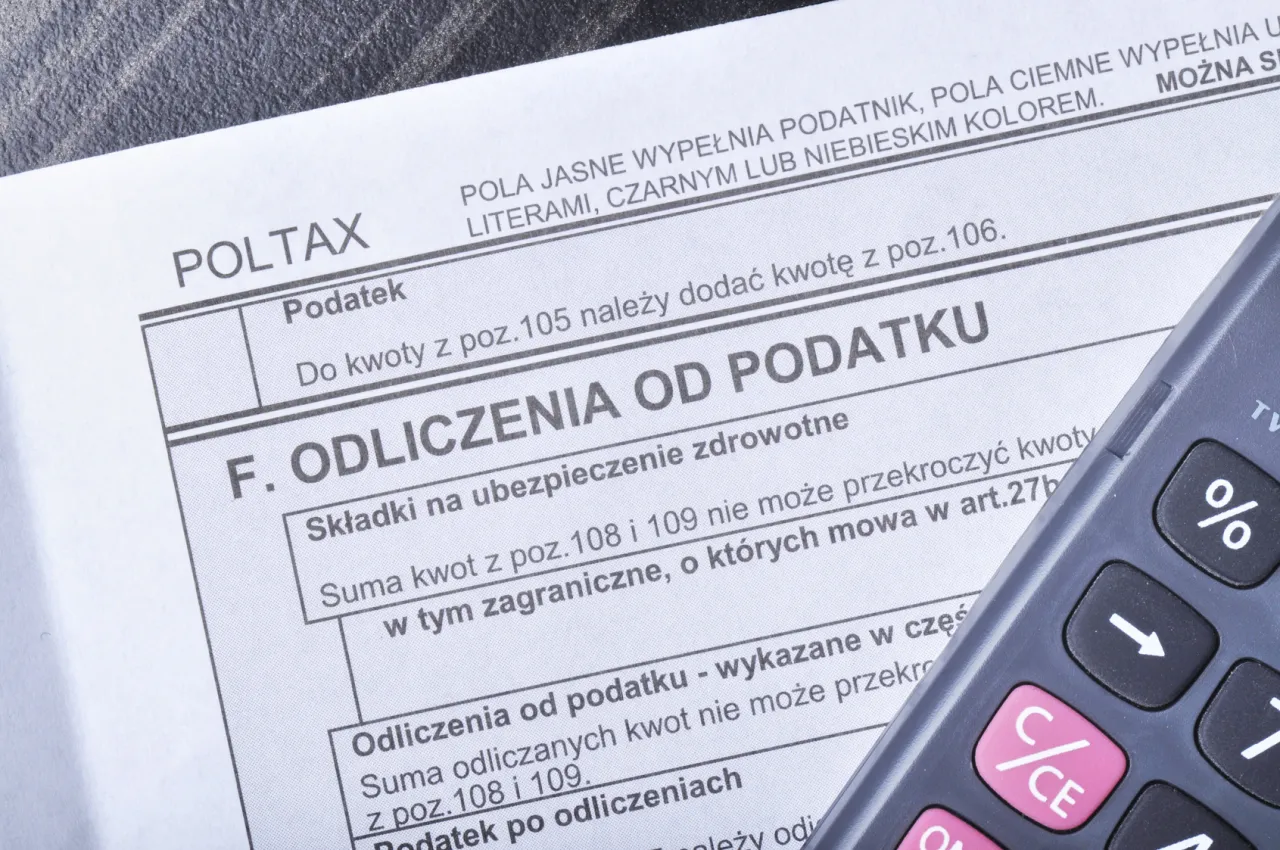 POLA JASNE WYPEŁNIA PODATNIK, POLA CIEMNE WYPEŁNIA
LITERAMI, CZARNYM LUB NIEBIESKIM KOLOREM. MOŻNA
POLTAX
Podatek
Do kwoty z poz.105 należy dodać kwotę z poz.106.
F. ODLICZENIA OD PODATKU
Składki na ubezpieczenie zdrowotne
Suma kwot z poz.108 i 109 nie może przekroczyć kwoty
w tym zagraniczne, o których mowa w art.27b
Odliczenia od podatku - wykazane w
Suma odliczanych kwot nie może
z poz.108 i 109.
Podatek po odliczeniach
%
→
C/CE